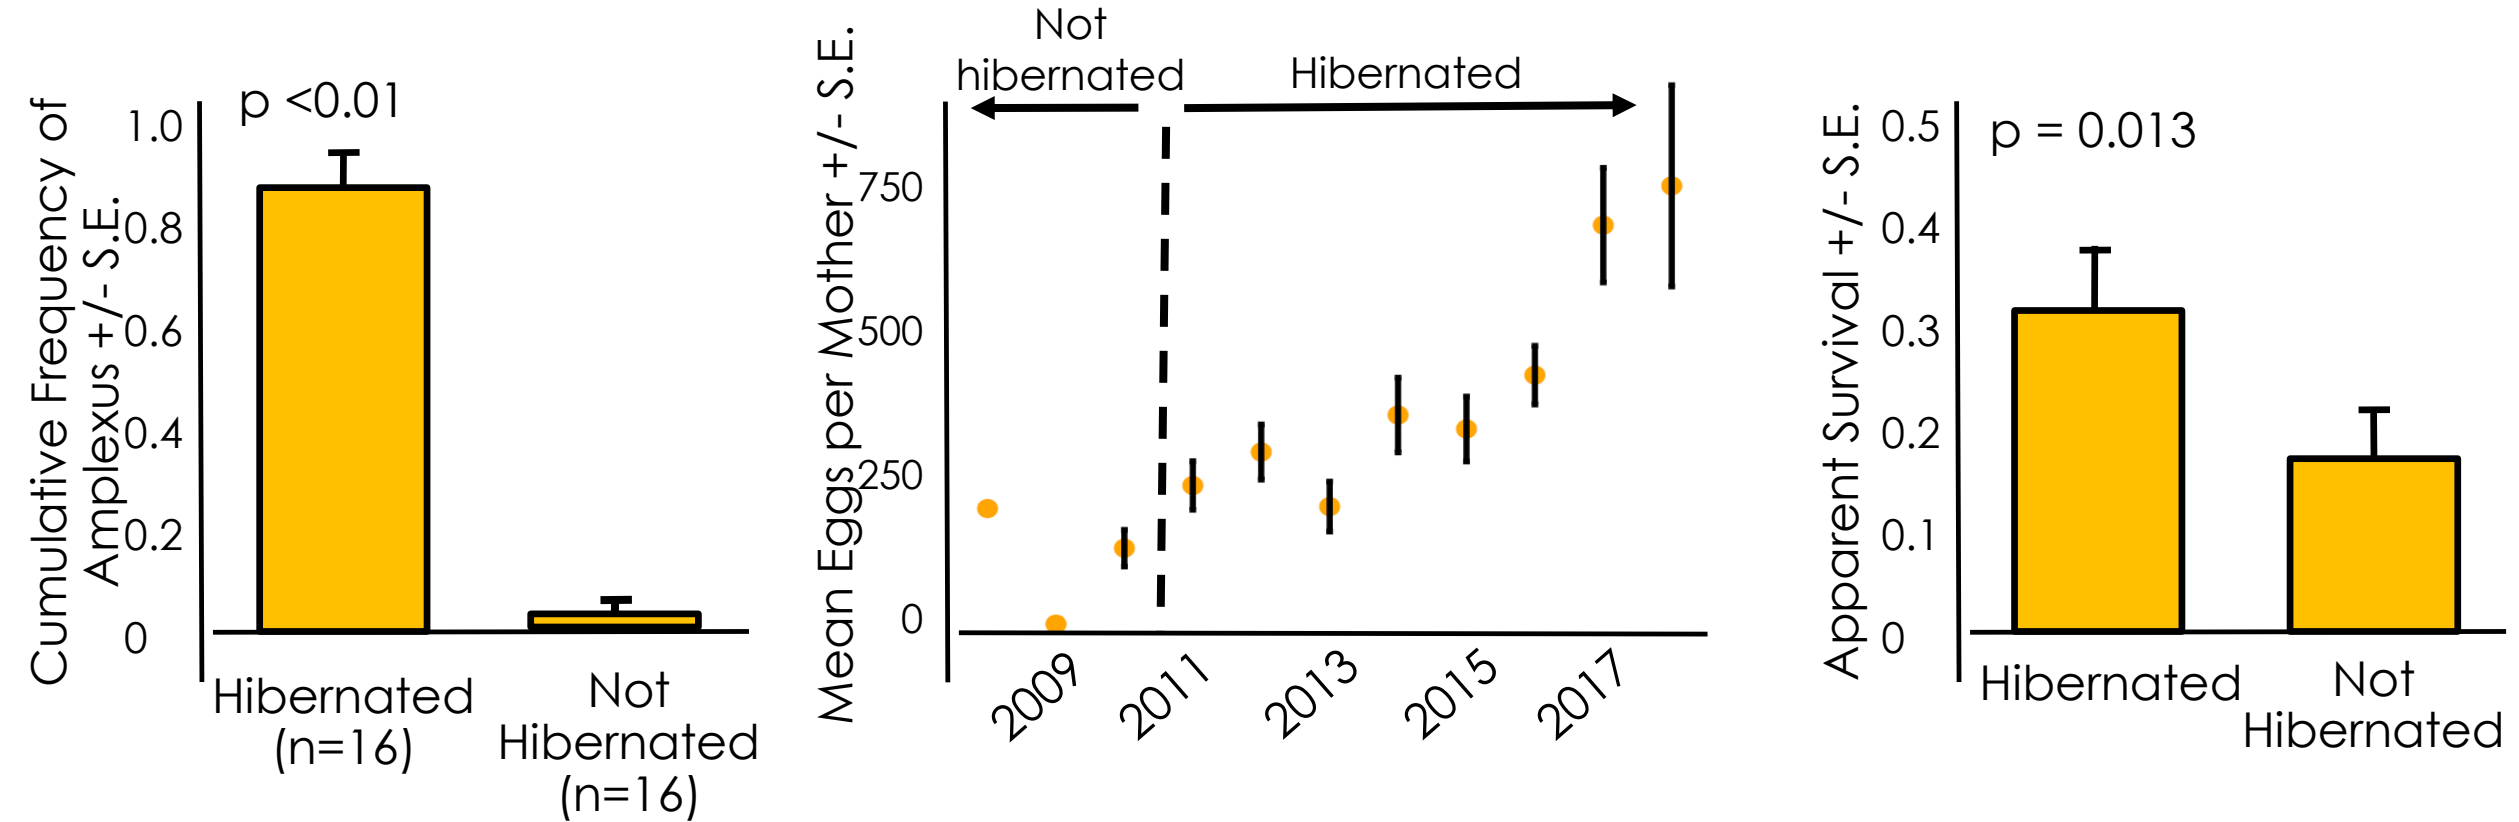 Cumulative Frequency of
Amplexus +/- S.E.
p <0.01
1.0
0.8
0.6
0.4
0.2
0
Hibernated
(n=16)
Not
Hibernated
(n=16)
Mean Eggs per Mother +/- S.E.
Not
hibernated
Hibernated
750
500
250
0
2009
2011
2013
2015
2017
Apparent Survival +/- S.E.
p = 0.013
0.5
0.4
0.3
0.2
0.1
0
Hibernated
Not
Hibernated